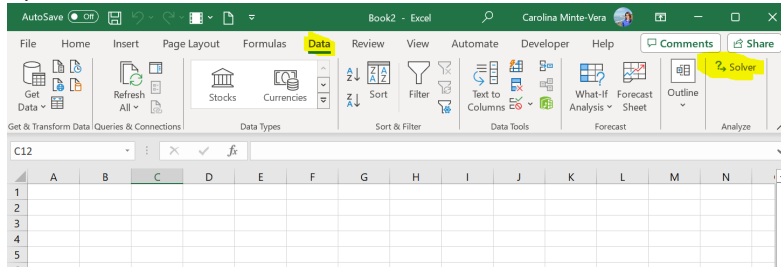 AutoSave Off Book2 - Excel Carolina Minte-Vera
File Home Insert Page Layout Formulas Data Review View Automate Developer Help Comments Share
Get Data Refresh All Stocks Currencies Sort Filter Text to Columns What-If Analysis Forecast Sheet Outline Solver
Get & Transform Data Queries & Connections Data Types Sort & Filter Data Tools Forecast Analyze
C12 fx
A B C D E F G H I J K L M N
1
2
3
4
5